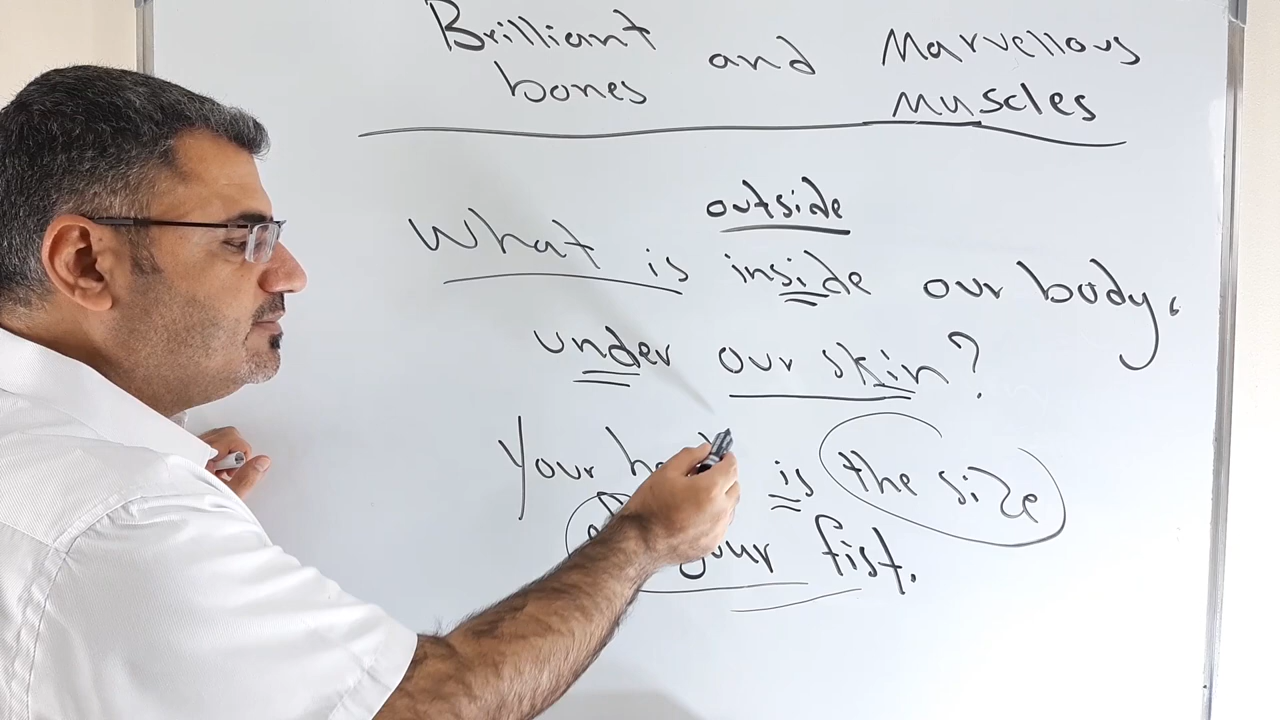 Brilliant and Marvellous
bones Muscles
outside
What is inside our body,
under our skin?
Your is the size
your fist.